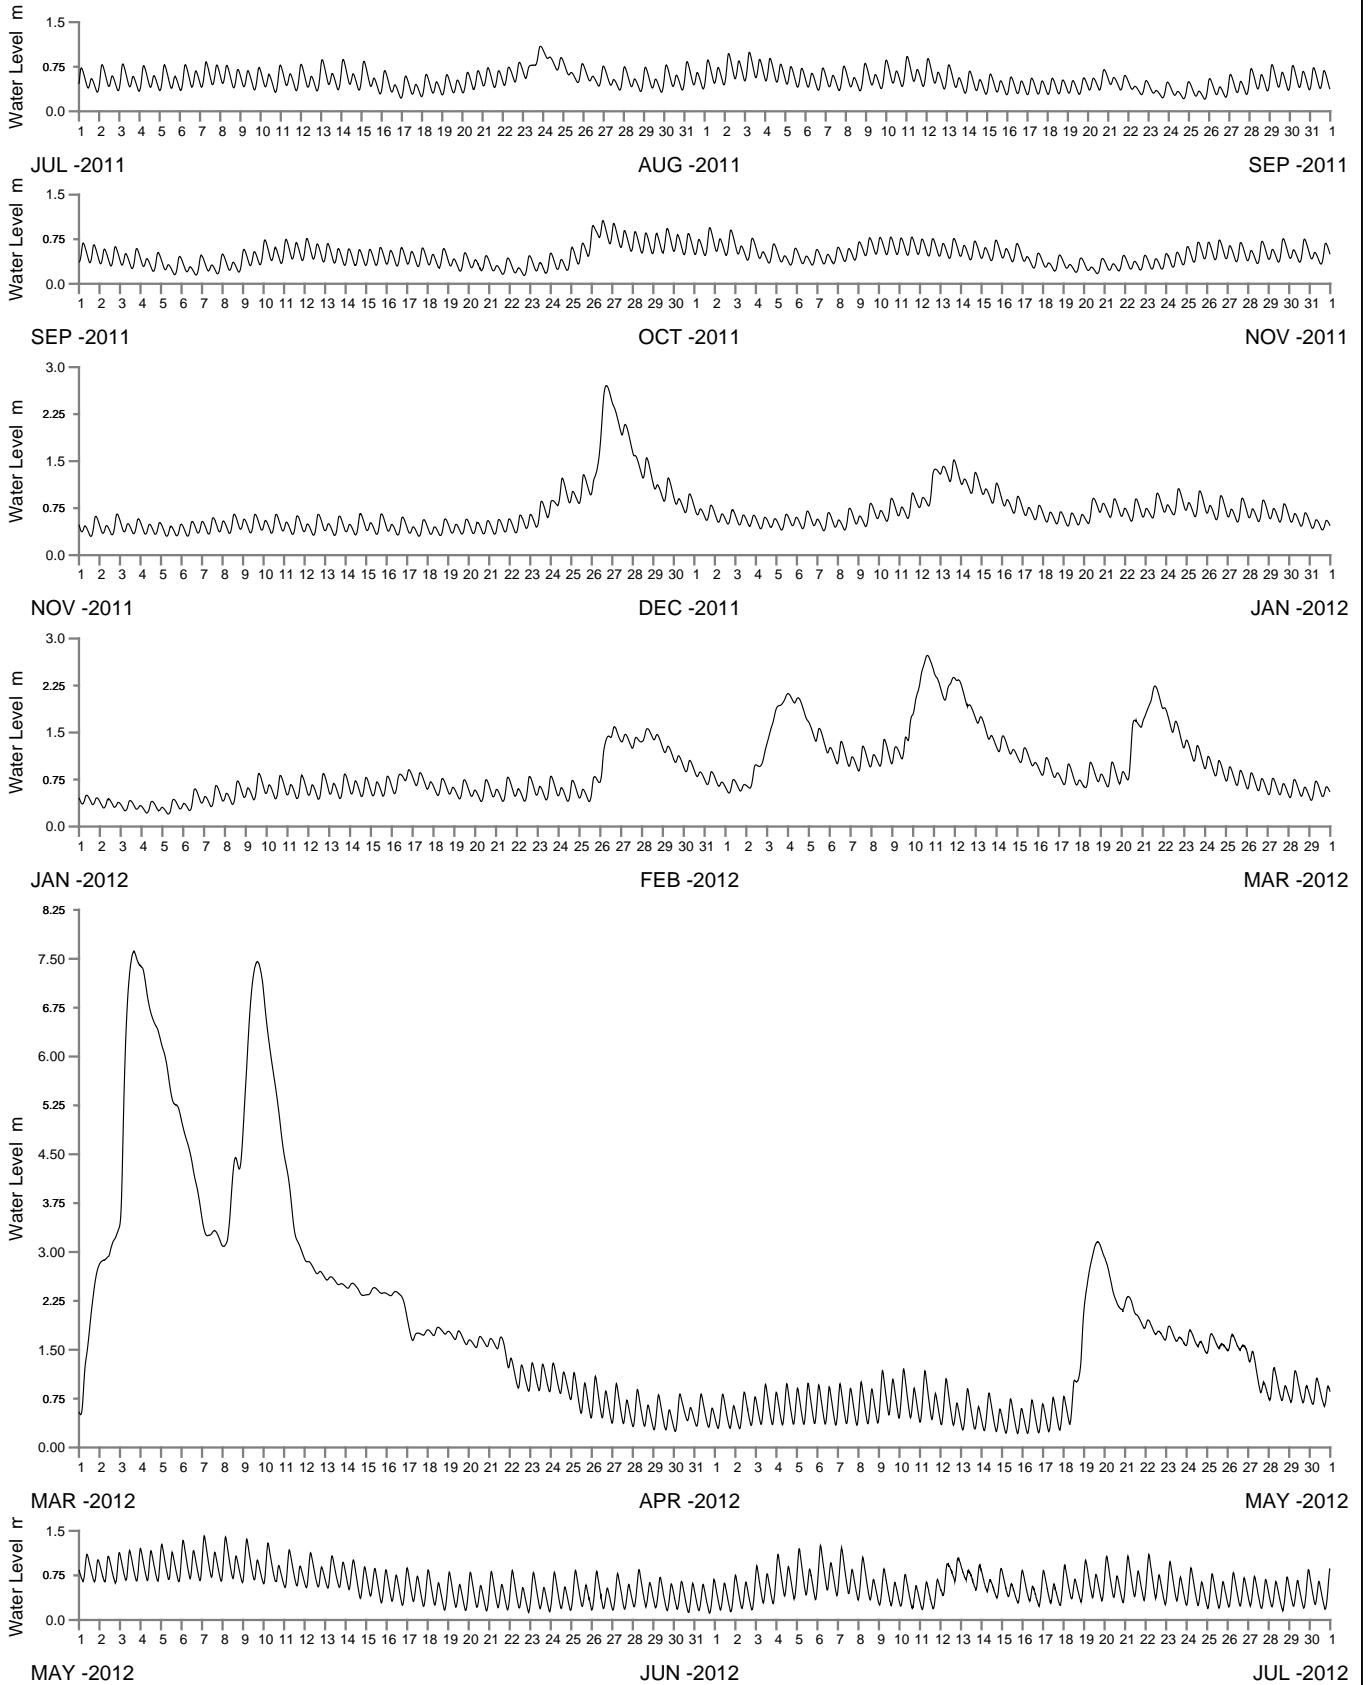 Water Level m
1.5
0.75
0.0
1 2 3 4 5 6 7 8 9 10 11 12 13 14 15 16 17 18 19 20 21 22 23 24 25 26 27 28 29 30 31 1 2 3 4 5 6 7 8 9 10 11 12 13 14 15 16 17 18 19 20 21 22 23 24 25 26 27 28 29 30 31 1
JUL -2011 AUG -2011 SEP -2011
Water Level m
1.5
0.75
0.0
1 2 3 4 5 6 7 8 9 10 11 12 13 14 15 16 17 18 19 20 21 22 23 24 25 26 27 28 29 30 1 2 3 4 5 6 7 8 9 10 11 12 13 14 15 16 17 18 19 20 21 22 23 24 25 26 27 28 29 30 31 1
SEP -2011 OCT -2011 NOV -2011
Water Level m
3.0
2.25
1.5
0.75
0.0
1 2 3 4 5 6 7 8 9 10 11 12 13 14 15 16 17 18 19 20 21 22 23 24 25 26 27 28 29 30 1 2 3 4 5 6 7 8 9 10 11 12 13 14 15 16 17 18 19 20 21 22 23 24 25 26 27 28 29 30 31 1
NOV -2011 DEC -2011 JAN -2012
Water Level m
3.0
2.25
1.5
0.75
0.0
1 2 3 4 5 6 7 8 9 10 11 12 13 14 15 16 17 18 19 20 21 22 23 24 25 26 27 28 29 30 31 1 2 3 4 5 6 7 8 9 10 11 12 13 14 15 16 17 18 19 20 21 22 23 24 25 26 27 28 29 1
JAN -2012 FEB -2012 MAR -2012
Water Level m
8.25
7.50
6.75
6.00
5.25
4.50
3.75
3.00
2.25
1.50
0.75
0.00
1 2 3 4 5 6 7 8 9 10 11 12 13 14 15 16 17 18 19 20 21 22 23 24 25 26 27 28 29 30 31 1 2 3 4 5 6 7 8 9 10 11 12 13 14 15 16 17 18 19 20 21 22 23 24 25 26 27 28 29 30 1
MAR -2012 APR -2012 MAY -2012
Water Level m
1.5
0.75
0.0
1 2 3 4 5 6 7 8 9 10 11 12 13 14 15 16 17 18 19 20 21 22 23 24 25 26 27 28 29 30 31 1 2 3 4 5 6 7 8 9 10 11 12 13 14 15 16 17 18 19 20 21 22 23 24 25 26 27 28 29 30 1
MAY -2012 JUN -2012 JUL -2012